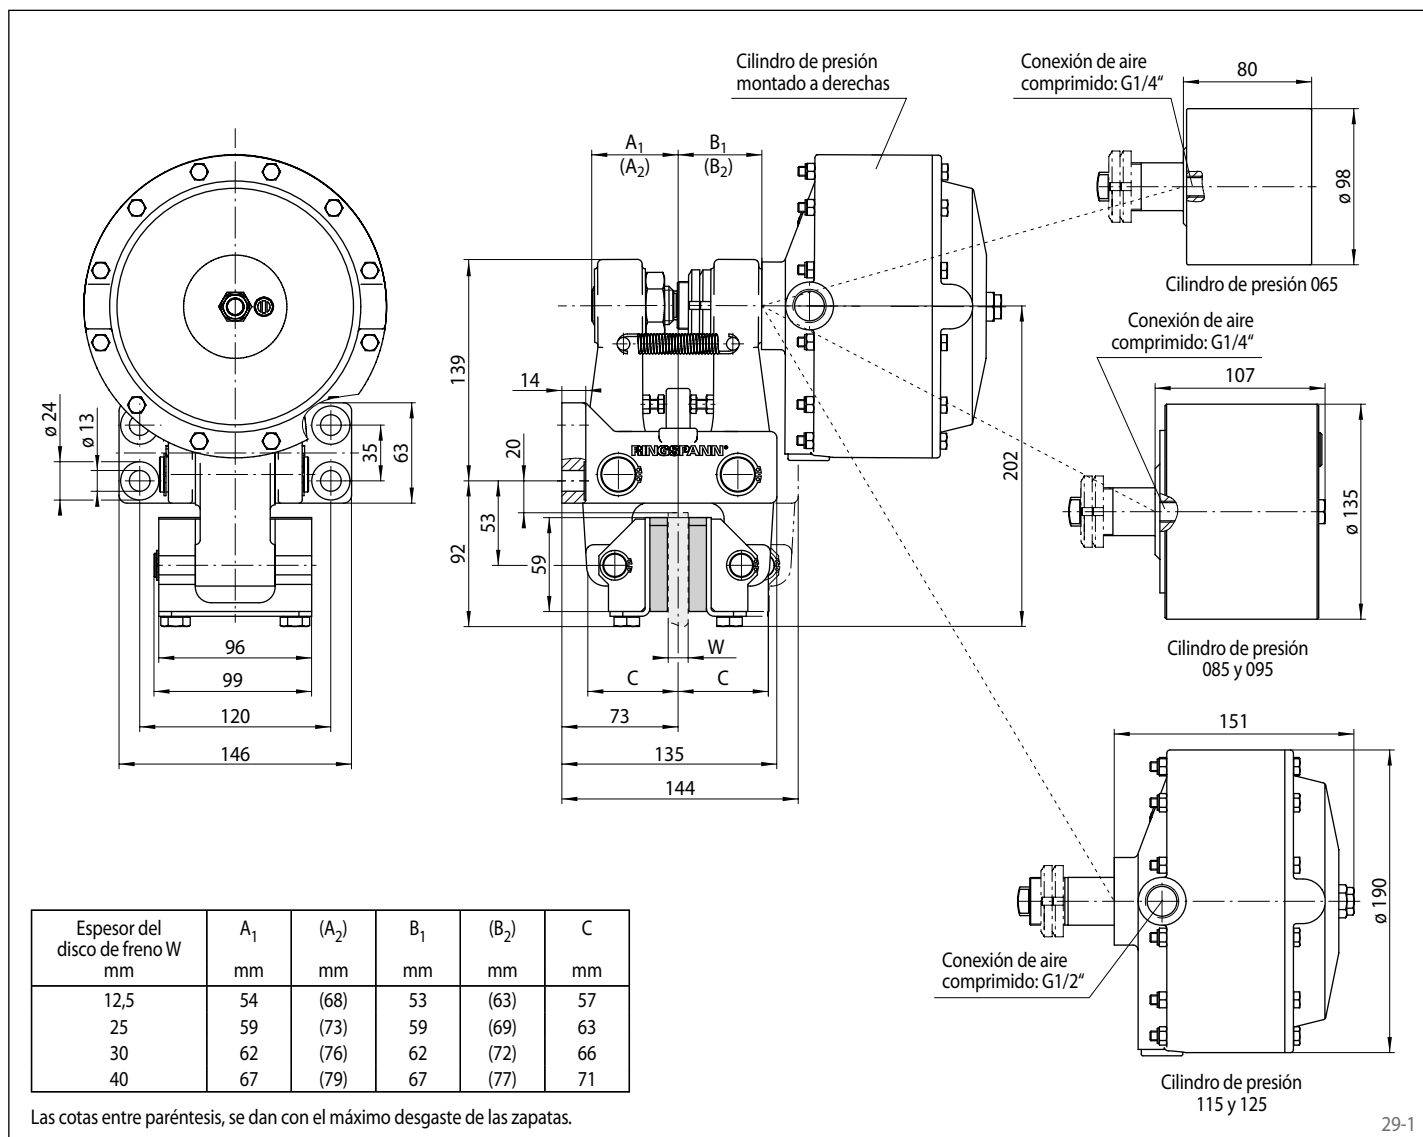 Cilindro de presión
montado a derechas
Conexión de aire
comprimido: G1/4“
80
ø 98
Cilindro de presión 065
A1
(A2)
B1
(B2)
139
14
20
53
92
59
202
W
C
C
73
135
144
RINGSPANN®
ø 24
ø 13
35
63
96
99
120
146
Conexión de aire
comprimido: G1/4“
107
ø 135
Cilindro de presión
085 y 095
151
ø 190
Conexión de aire
comprimido: G1/2“
Cilindro de presión
115 y 125
Espesor del
disco de freno W
mm
A1 (A2) B1 (B2) C
mm mm mm mm mm
12,5 54 (68) 53 (63) 57
25 59 (73) 59 (69) 63
30 62 (76) 62 (72) 66
40 67 (79) 67 (77) 71
Las cotas entre paréntesis, se dan con el máximo desgaste de las zapatas.
29-1